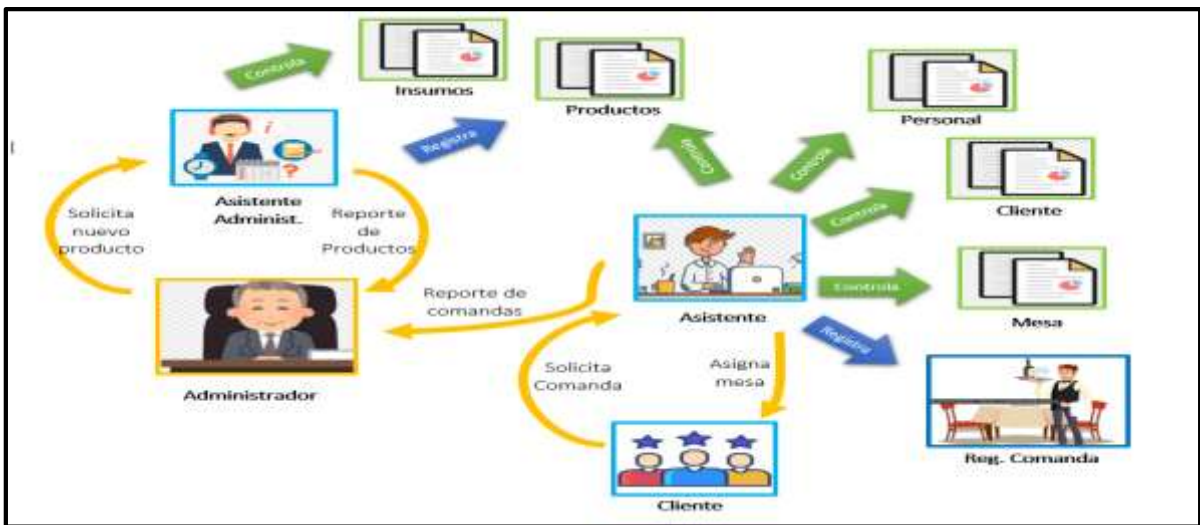 Controla
Insumos
Productos
Personal
Registra
Controla
Controla
Controla
Cliente
Asistente
Administ.
Solicita
nuevo
producto
Reporte
de
Productos
Reporte de
comandas
Asistente
Controla
Mesa
Registra
Administrador
Solicita
Comanda
Asigna
mesa
Reg. Comanda
Cliente